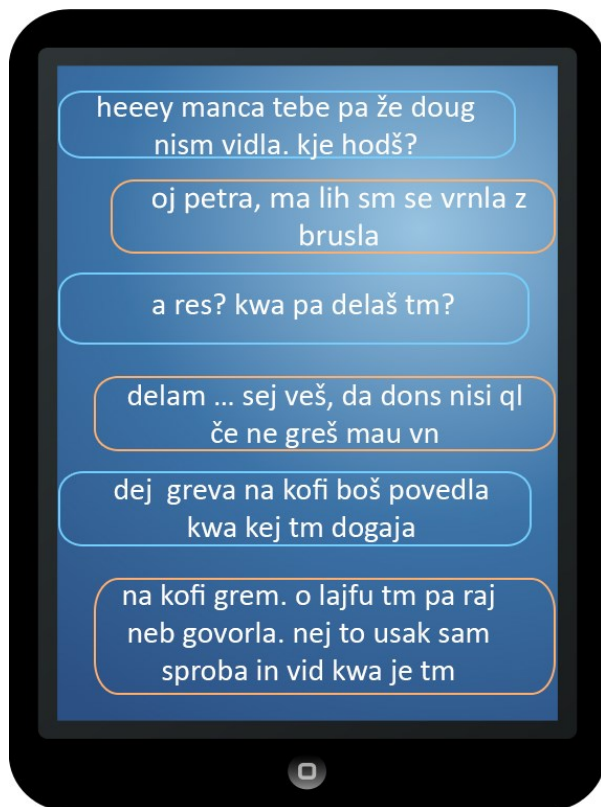 heeey manca tebe pa že doug
nism vidla. kje hodš?
oj petra, ma lih sm se vrnla z
brusla
a res? kwa pa delaš tm?
delam ... sej veš, da dons nisi ql
če ne greš mau vn
dej  greva na kofi boš povedla
kwa kej tm dogaja
na kofi grem. o lajfu tm pa raj
neb govorla. nej to usak sam
sproba in vid kwa je tm